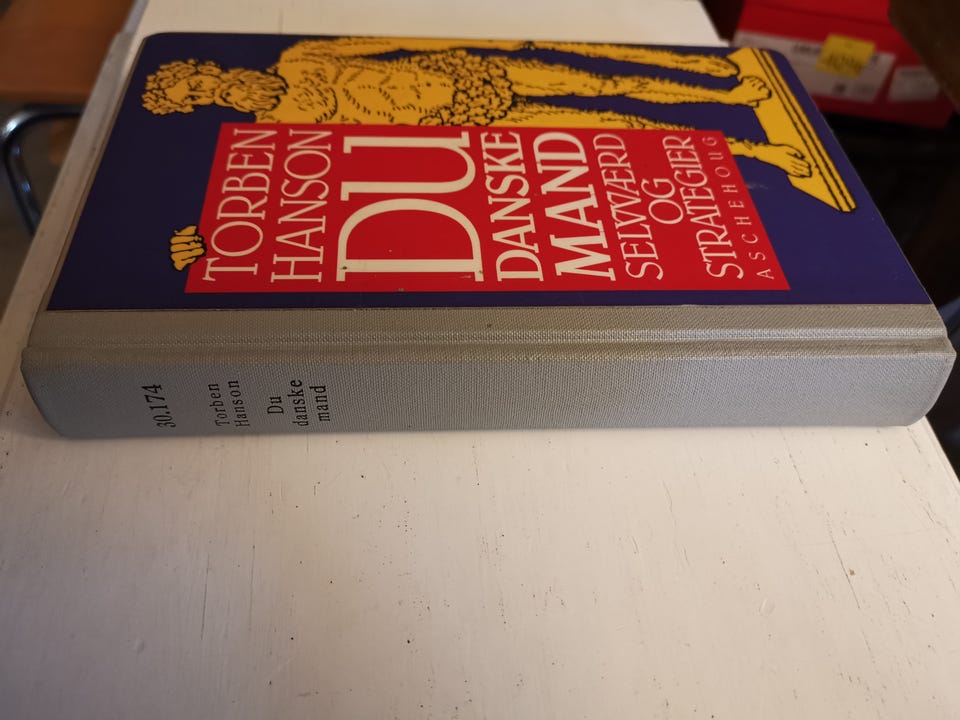 TORBEN
HANSON
DU
DANSKE
MAND
SELVVÆRD
OG
STRATEGIER
ASCHEHOUG
30.174
Torben
Hanson
Du
danske
mand